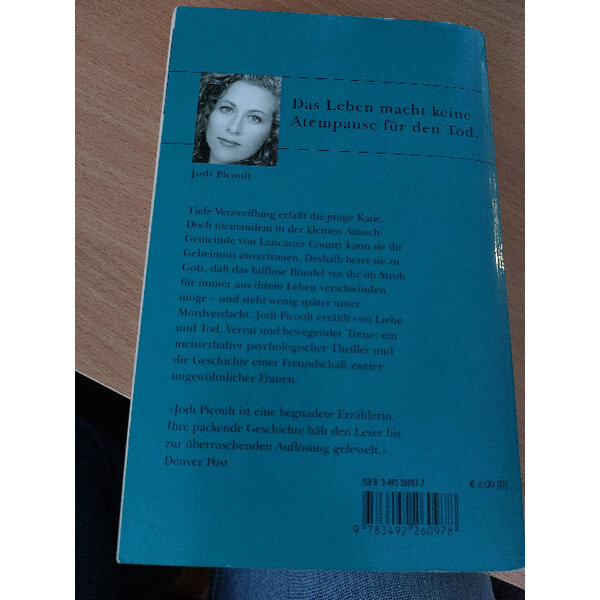 Das Leben macht keine
Atempause für den Tod.
Jodi Picoult
Tiefe Verzweiflung erfaßt die junge Katie.
Doch niemandem in der kleinen Amisch-
Gemeinde von Lancaster County kann sie ihr
Geheimnis anvertrauen. Deshalb betet sie zu
Gott, daß das hilflose Bündel vor ihr im Stroh
für immer aus ihrem Leben verschwinden
möge – und steht wenig später unter
Mordverdacht. Jodi Picoult erzählt von Liebe
und Tod, Verrat und bewegender Treue: ein
meisterhafter psychologischer Thriller und
die Geschichte einer Freundschaft zweier
ungewöhnlicher Frauen.
»Jodi Picoult ist eine begnadete Erzählerin.
Ihre packende Geschichte hält den Leser bis
zur überraschenden Auflösung gefesselt.«
Denver Post
ISBN 3-492-26097-7
€ 6,00 [D]
9 783492 260978